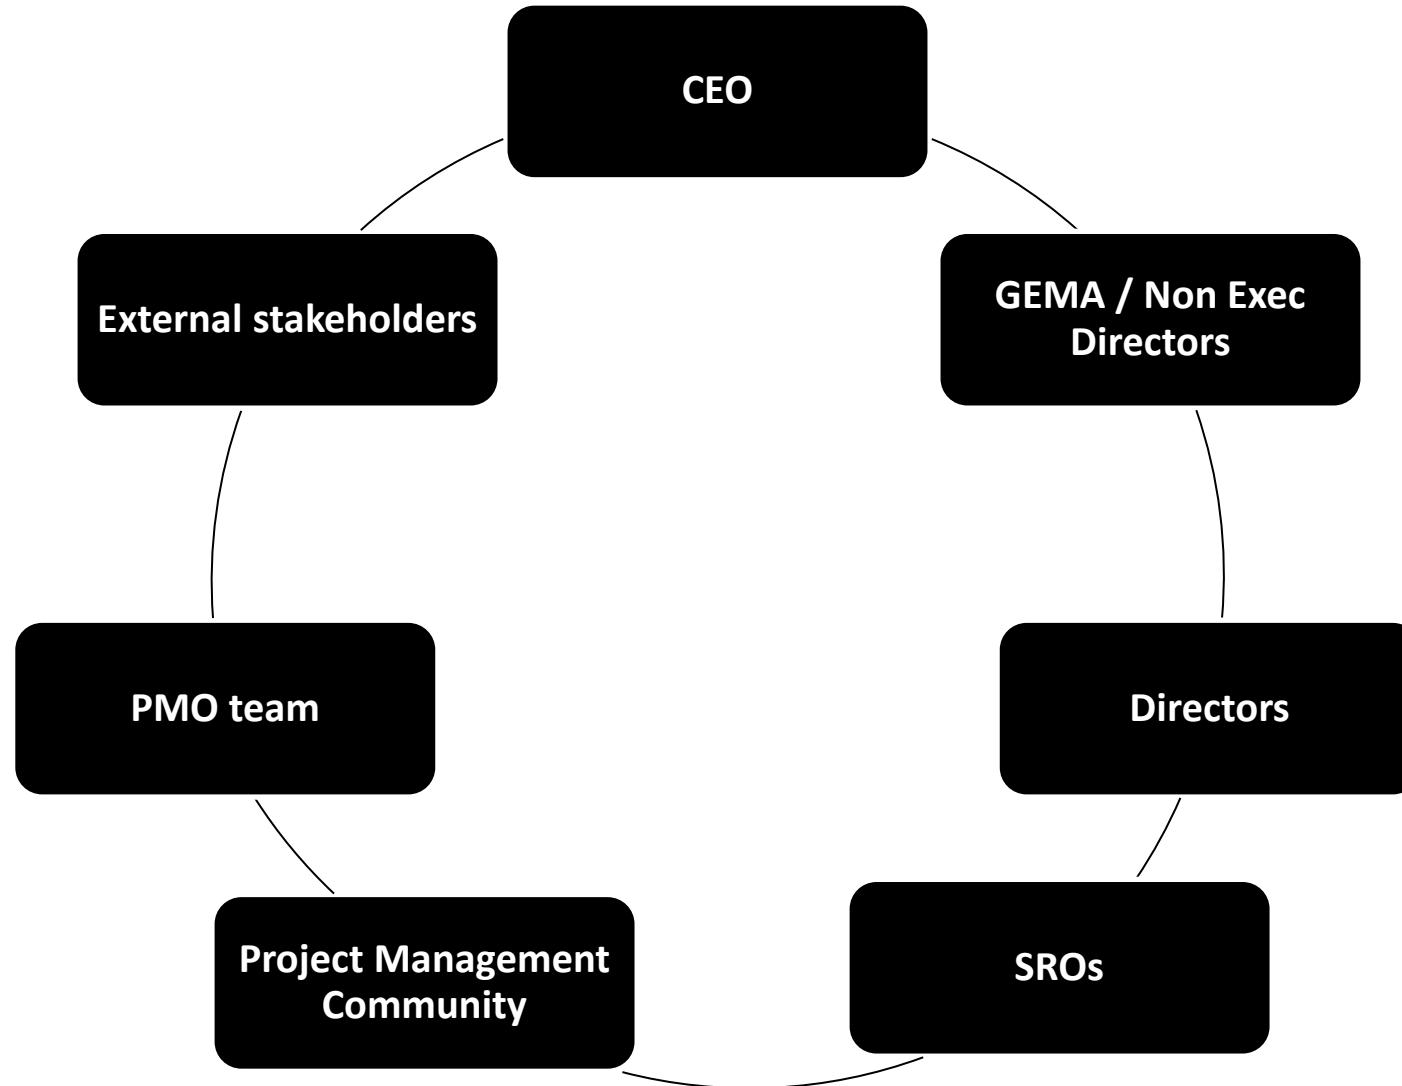 CEO
GEMA / Non Exec
Directors
Directors
SROs
Project Management
Community
PMO team
External stakeholders